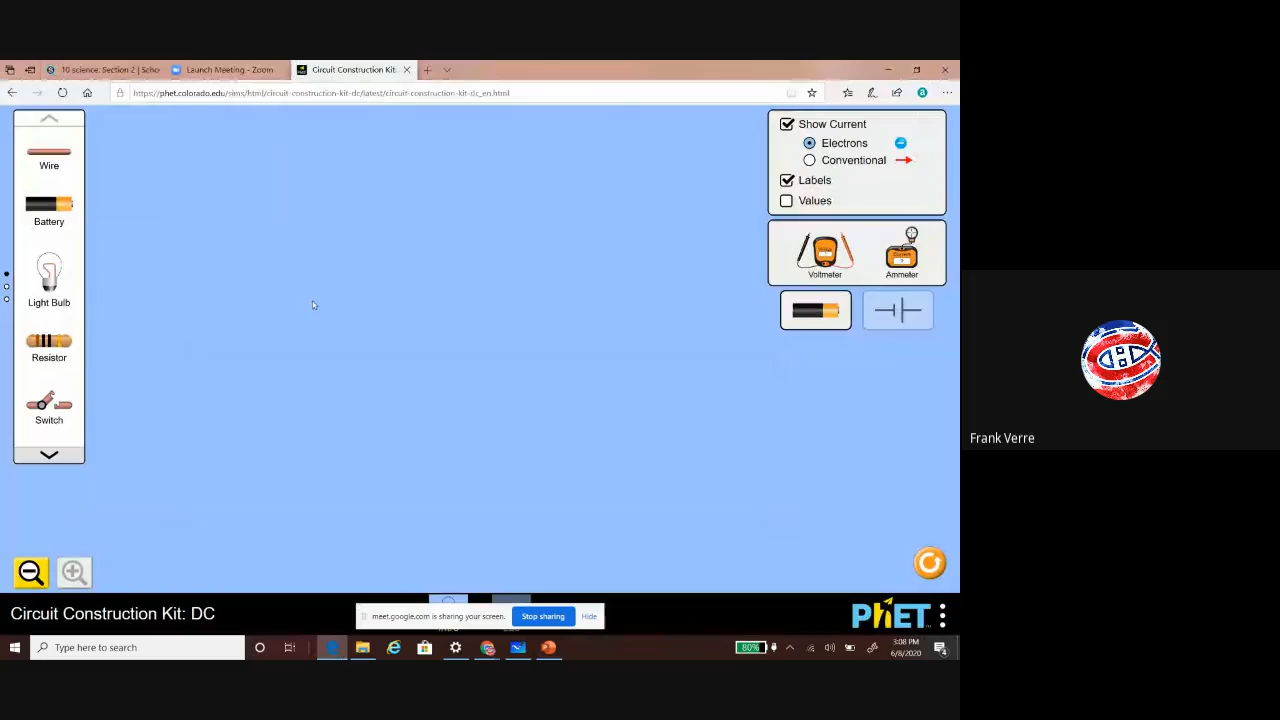 10 science: Section 2 | Scho
Launch Meeting - Zoom
Circuit Construction Kit:
https://phet.colorado.edu/sims/html/circuit-construction-kit-dc/latest/circuit-construction-kit-dc_en.html
Wire
Battery
Light Bulb
Resistor
Switch
Show Current
Electrons
Conventional
Labels
Values
Voltmeter
Current
?
Ammeter
Frank Verre
Circuit Construction Kit: DC
meet.google.com is sharing your screen.
Stop sharing
Hide
PhET
Type here to search
80%
3:08 PM
6/8/2020
4